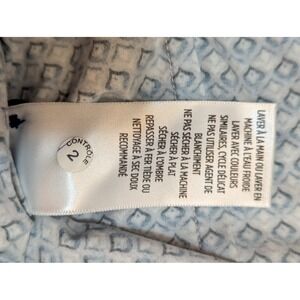 LAVER À LA MAIN OU LAVER EN
MACHINE À L'EAU FROIDE
LAVER AVEC COULEURS
SIMILAIRES, CYCLE DÉLICAT
NE PAS UTILISER AGENT DE
BLANCHIMENT
NE PAS SÉCHER À LA MACHINE
SÉCHER À PLAT
SÉCHER À L'OMBRE
REPASSER À FER TIÈDE OU
NETTOYAGE À SEC DOUX
RECOMMANDÉ
CONTRÔLE
2